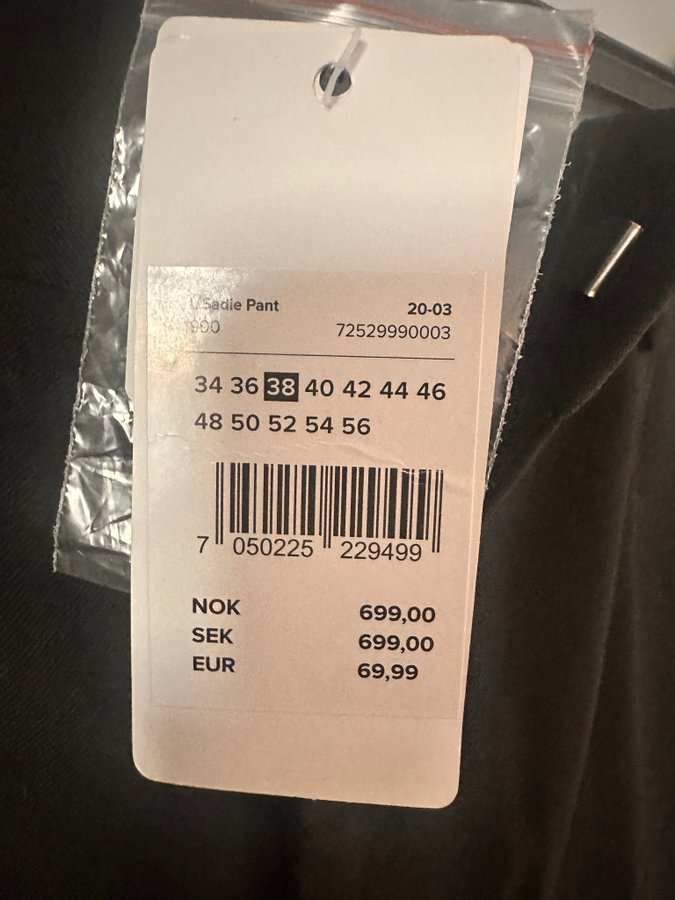 Sadie Pant 20-03
900 72529990003
34 36 38 40 42 44 46
48 50 52 54 56
7 050225 229499
NOK 699,00
SEK 699,00
EUR 69,99